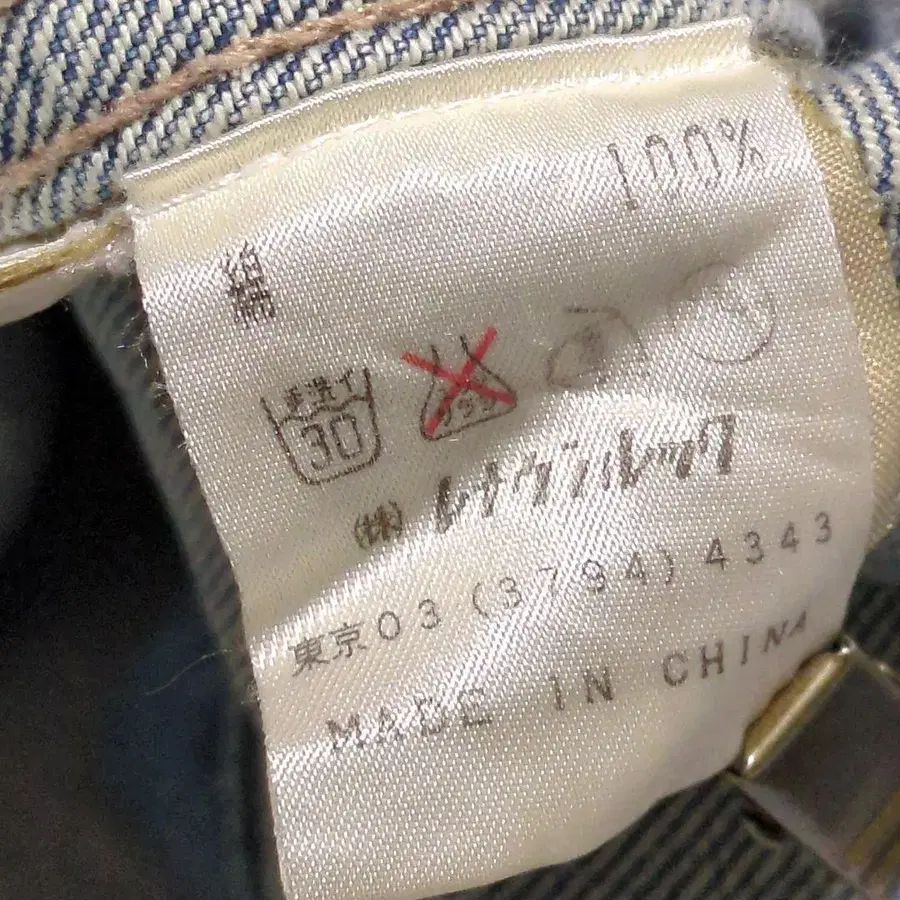 100%
綿
手洗イ
30
(株)レナウンルック
東京03(3794)4343
MADE IN CHINA